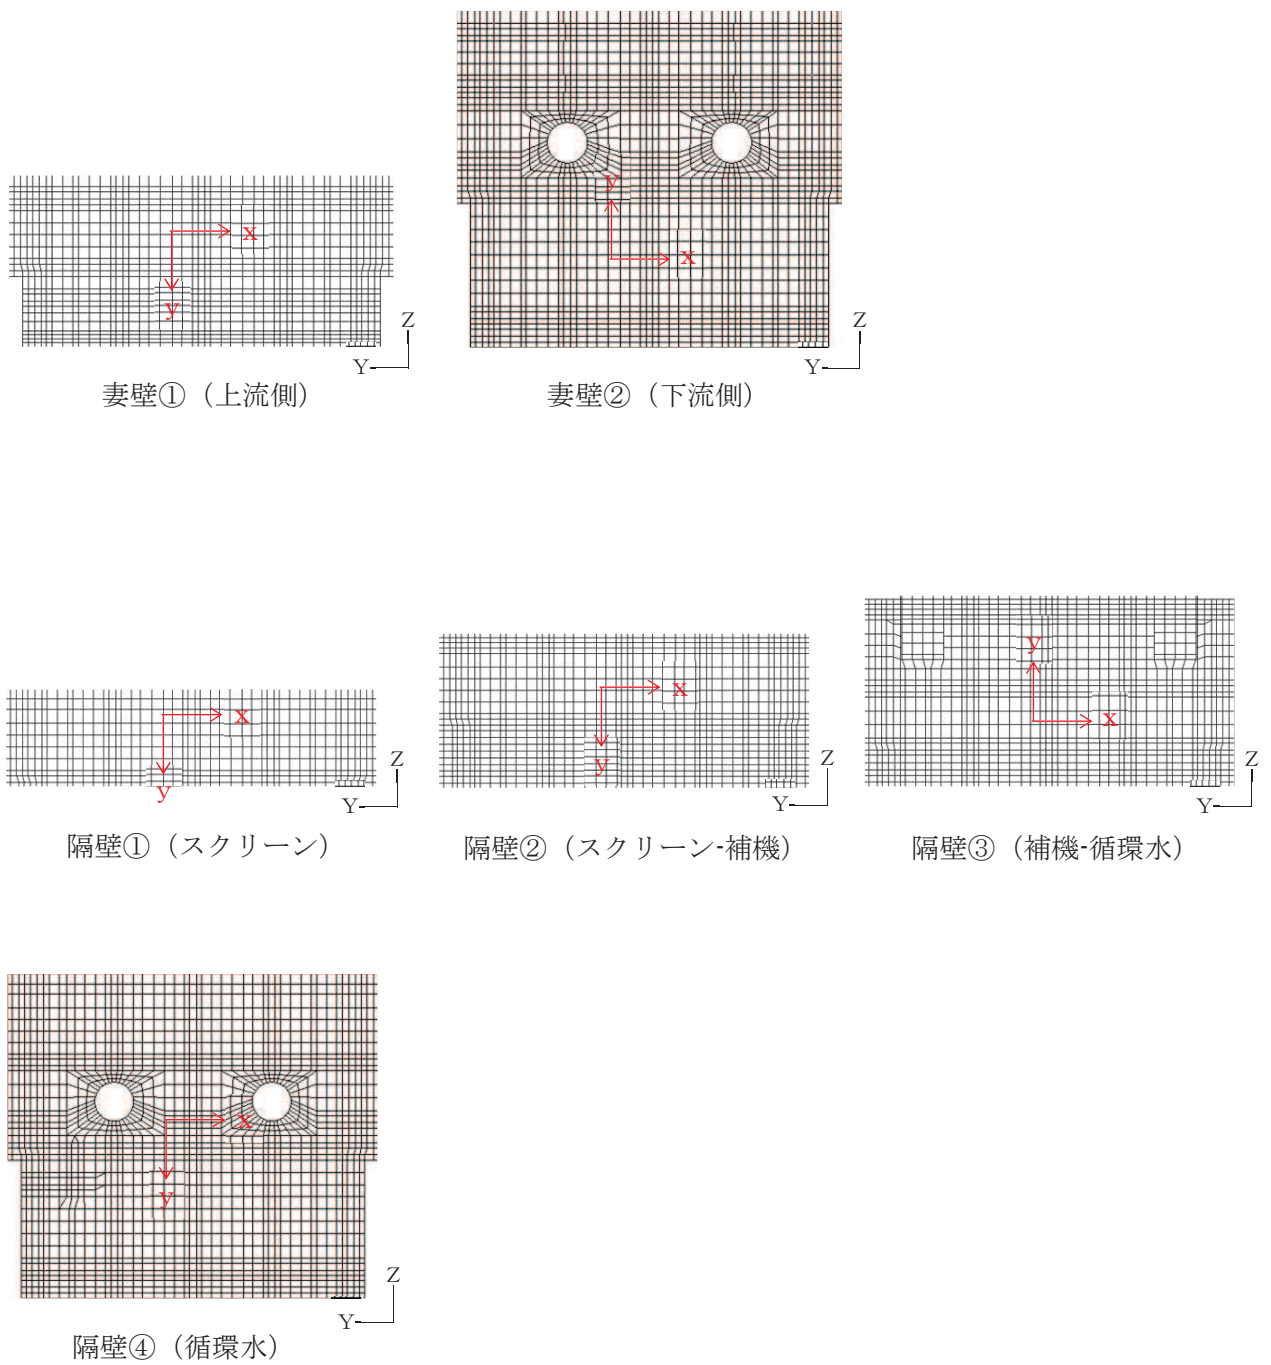 y
x
x
y
Z
Y
Z
Y
妻壁①（上流側）
妻壁②（下流側）
x
y
Z
Y
x
y
Z
Y
y
x
Z
Y
隔壁①（スクリーン）
隔壁②（スクリーン-補機）
隔壁③（補機-循環水）
x
y
Z
Y
隔壁④（循環水）